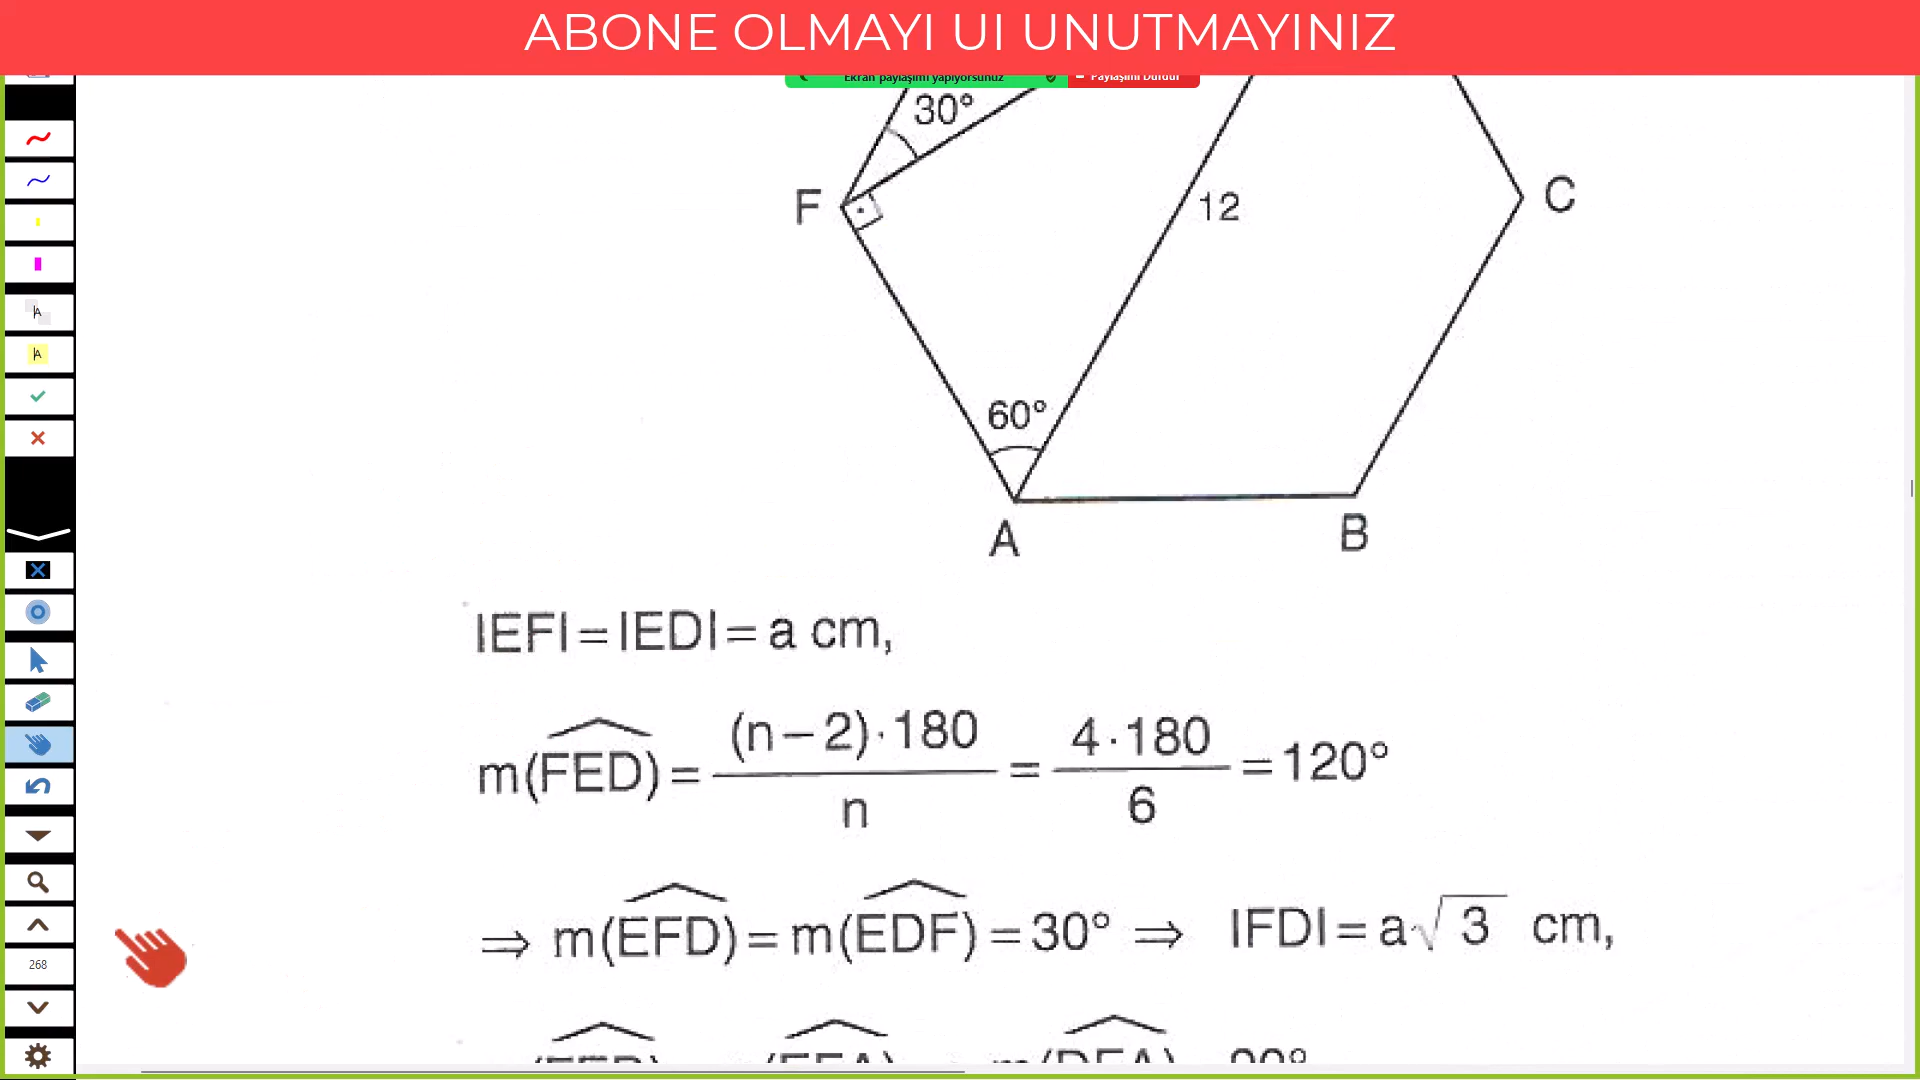 ABONE OLMAYI UI UNUTMAYINIZ
Ekran paylaşımı yapıyorsunuz
Paylaşımı Durdur
30°
F
12
C
60°
A
B
|EF| = |ED| = a cm,
m(FED) = (n – 2) · 180 / n = 4 · 180 / 6 = 120°
⇒ m(EFD) = m(EDF) = 30° ⇒ |FD| = a√3 cm,
A
A
268